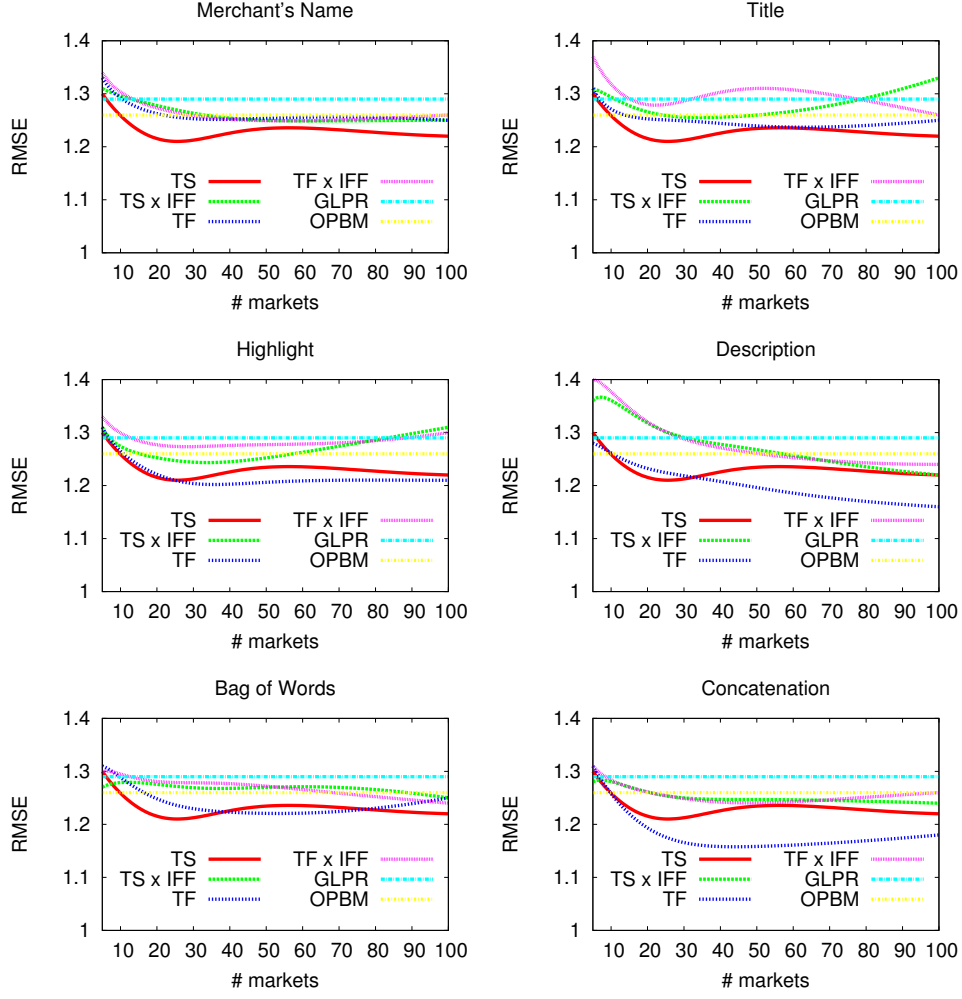 Merchant's Name
1.4
1.3
1.2
1.1
1
RMSE
TS
TS x IFF
TF
TF x IFF
GLPR
OPBM
10 20 30 40 50 60 70 80 90 100
# markets
Title
1.4
1.3
1.2
1.1
1
RMSE
TS
TS x IFF
TF
TF x IFF
GLPR
OPBM
10 20 30 40 50 60 70 80 90 100
# markets
Highlight
1.4
1.3
1.2
1.1
1
RMSE
TS
TS x IFF
TF
TF x IFF
GLPR
OPBM
10 20 30 40 50 60 70 80 90 100
# markets
Description
1.4
1.3
1.2
1.1
1
RMSE
TS
TS x IFF
TF
TF x IFF
GLPR
OPBM
10 20 30 40 50 60 70 80 90 100
# markets
Bag of Words
1.4
1.3
1.2
1.1
1
RMSE
TS
TS x IFF
TF
TF x IFF
GLPR
OPBM
10 20 30 40 50 60 70 80 90 100
# markets
Concatenation
1.4
1.3
1.2
1.1
1
RMSE
TS
TS x IFF
TF
TF x IFF
GLPR
OPBM
10 20 30 40 50 60 70 80 90 100
# markets